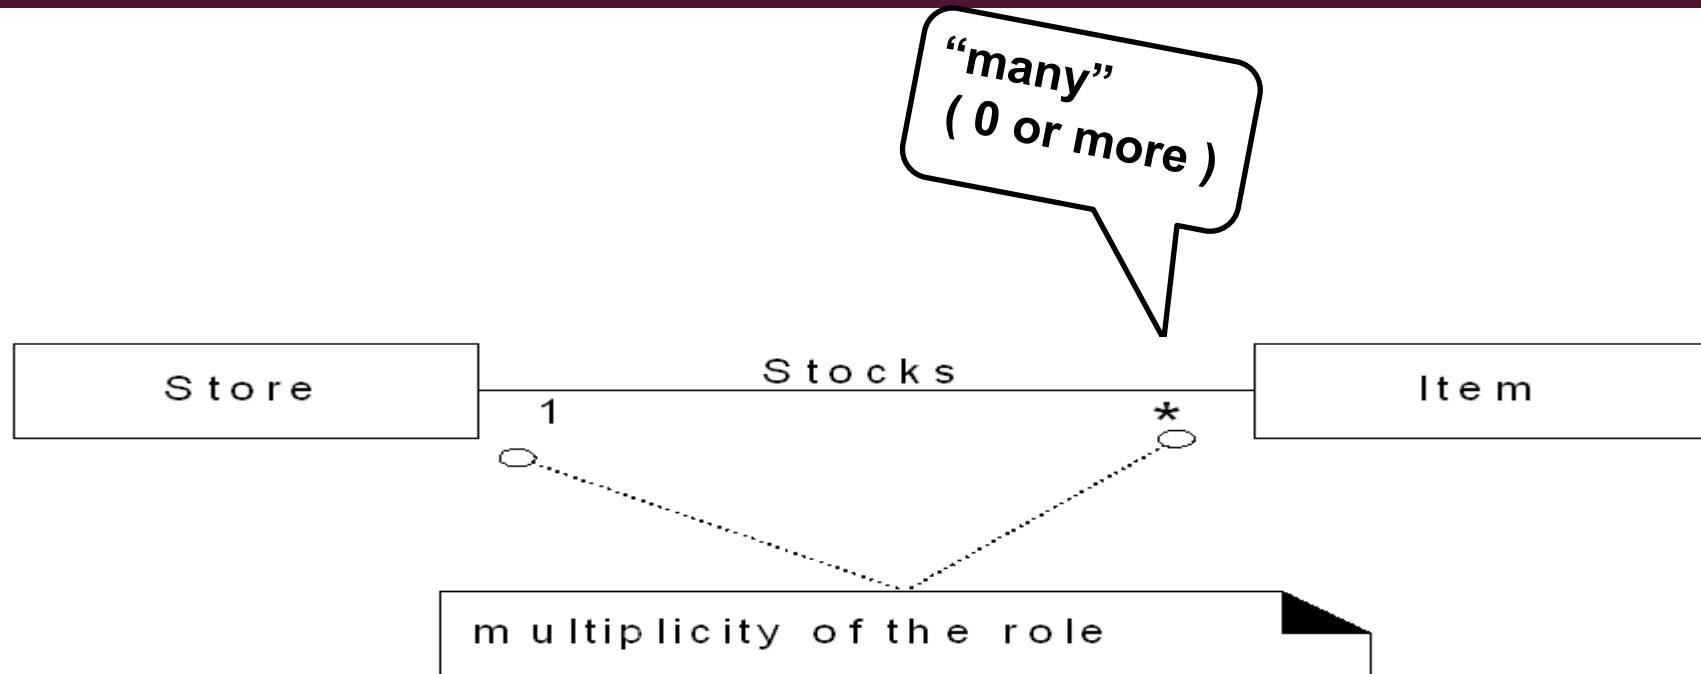 “many”
( 0 or more )
Stocks
Store
Item
1
*
multiplicity of the role